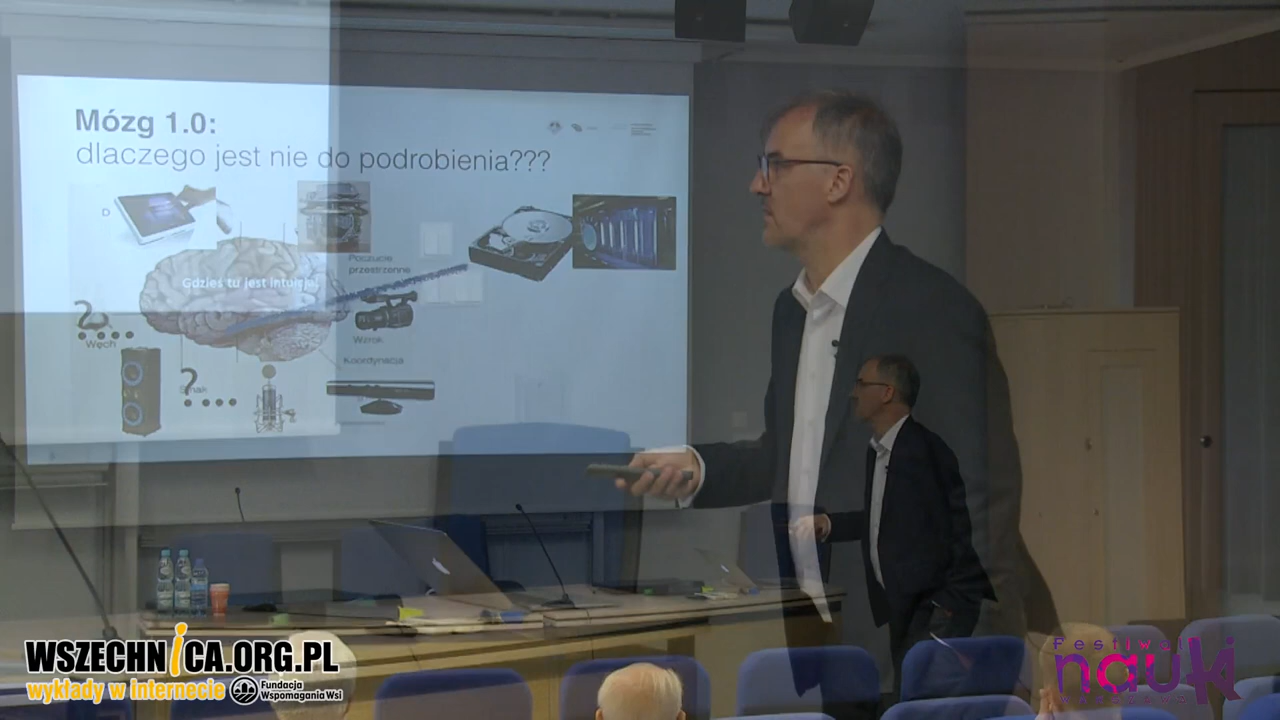 Mózg 1.0:
dlaczego jest nie do podrobienia???
D
Poczucie
przestrzenne
Gdzieś tu jest intuicja!
?
Węch
Wzrok
Koordynacja
?
Smak
WSZECHNICA.ORG.PL
wykłady w internecie
Fundacja
Wspomagania Wsi
Festiwal
nauki